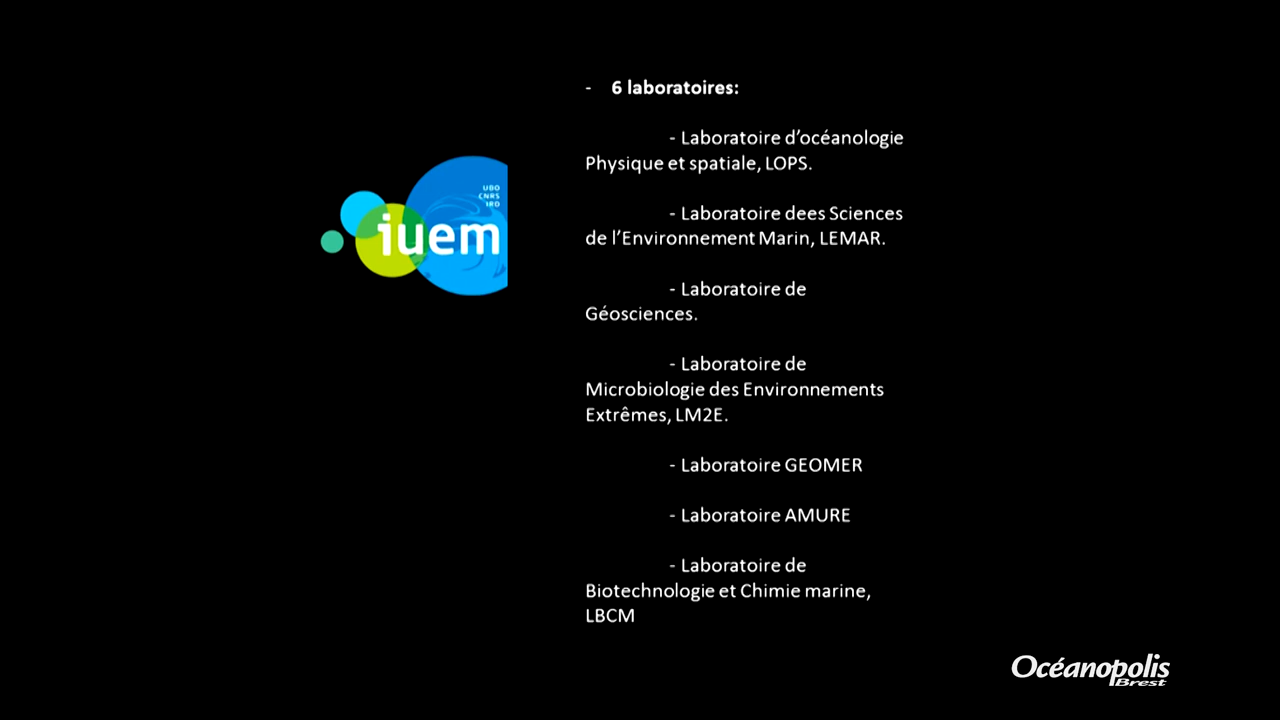 - 6 laboratoires:
- Laboratoire d’océanologie
Physique et spatiale, LOPS.
- Laboratoire dees Sciences
de l’Environnement Marin, LEMAR.
- Laboratoire de
Géosciences.
- Laboratoire de
Microbiologie des Environnements
Extrêmes, LM2E.
- Laboratoire GEOMER
- Laboratoire AMURE
- Laboratoire de
Biotechnologie et Chimie marine,
LBCM
UBO
CNRS
IRD
iuem
Océanopolis
Brest